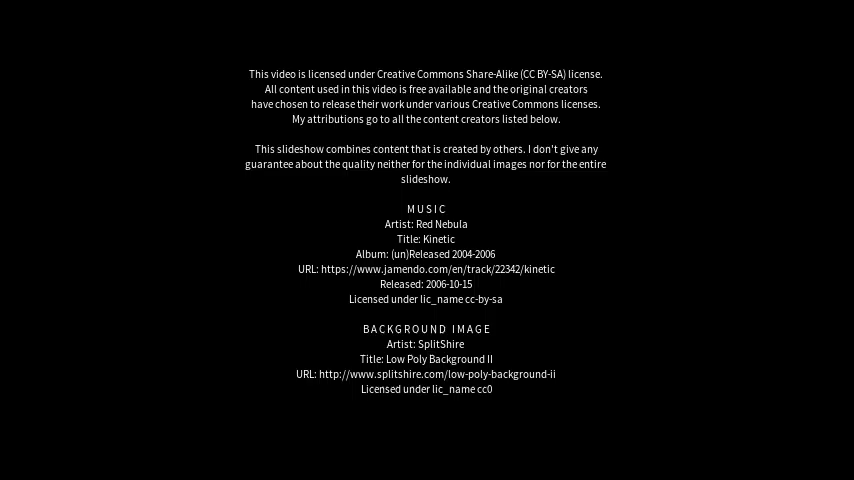 This video is licensed under Creative Commons Share-Alike (CC BY-SA) license.
All content used in this video is free available and the original creators
have chosen to release their work under various Creative Commons licenses.
My attributions go to all the content creators listed below.
This slideshow combines content that is created by others. I don't give any
guarantee about the quality neither for the individual images nor for the entire
slideshow.
MUSIC
Artist: Red Nebula
Title: Kinetic
Album: (un)Released 2004-2006
URL: https://www.jamendo.com/en/track/22342/kinetic
Released: 2006-10-15
Licensed under lic_name cc-by-sa
BACKGROUND IMAGE
Artist: SplitShire
Title: Low Poly Background II
URL: http://www.splitshire.com/low-poly-background-ii
Licensed under lic_name cc0